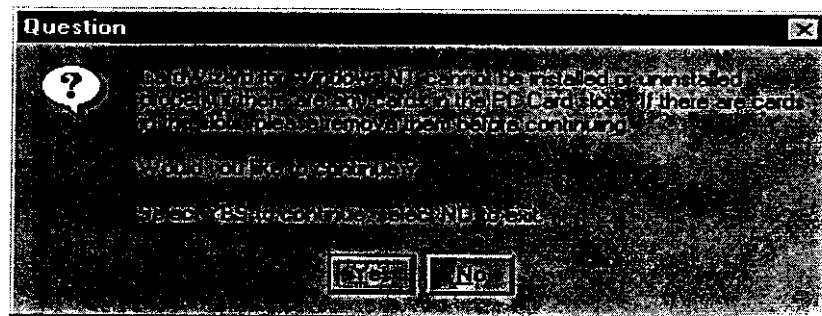 Question
CardWizard for Windows NT cannot be installed or uninstalled
properly if there are any cards in the PC Card slots. If there are cards
in the slots please remove them before continuing.
Would you like to continue?
Select YES to continue, select NO to exit.
Yes
No